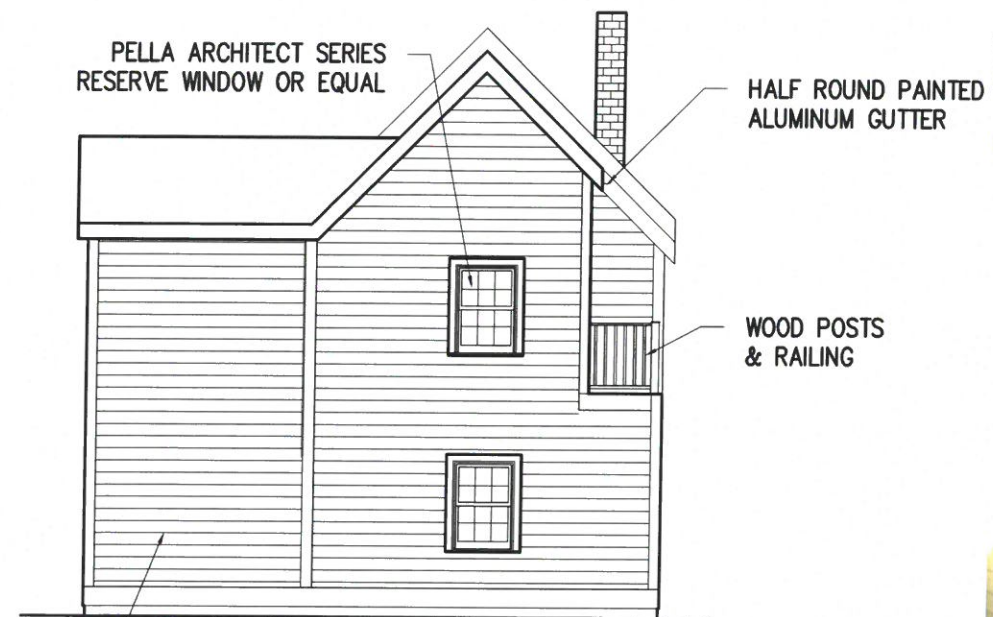 PELLA ARCHITECT SERIES
RESERVE WINDOW OR EQUAL
HALF ROUND PAINTED
ALUMINUM GUTTER
WOOD POSTS
& RAILING